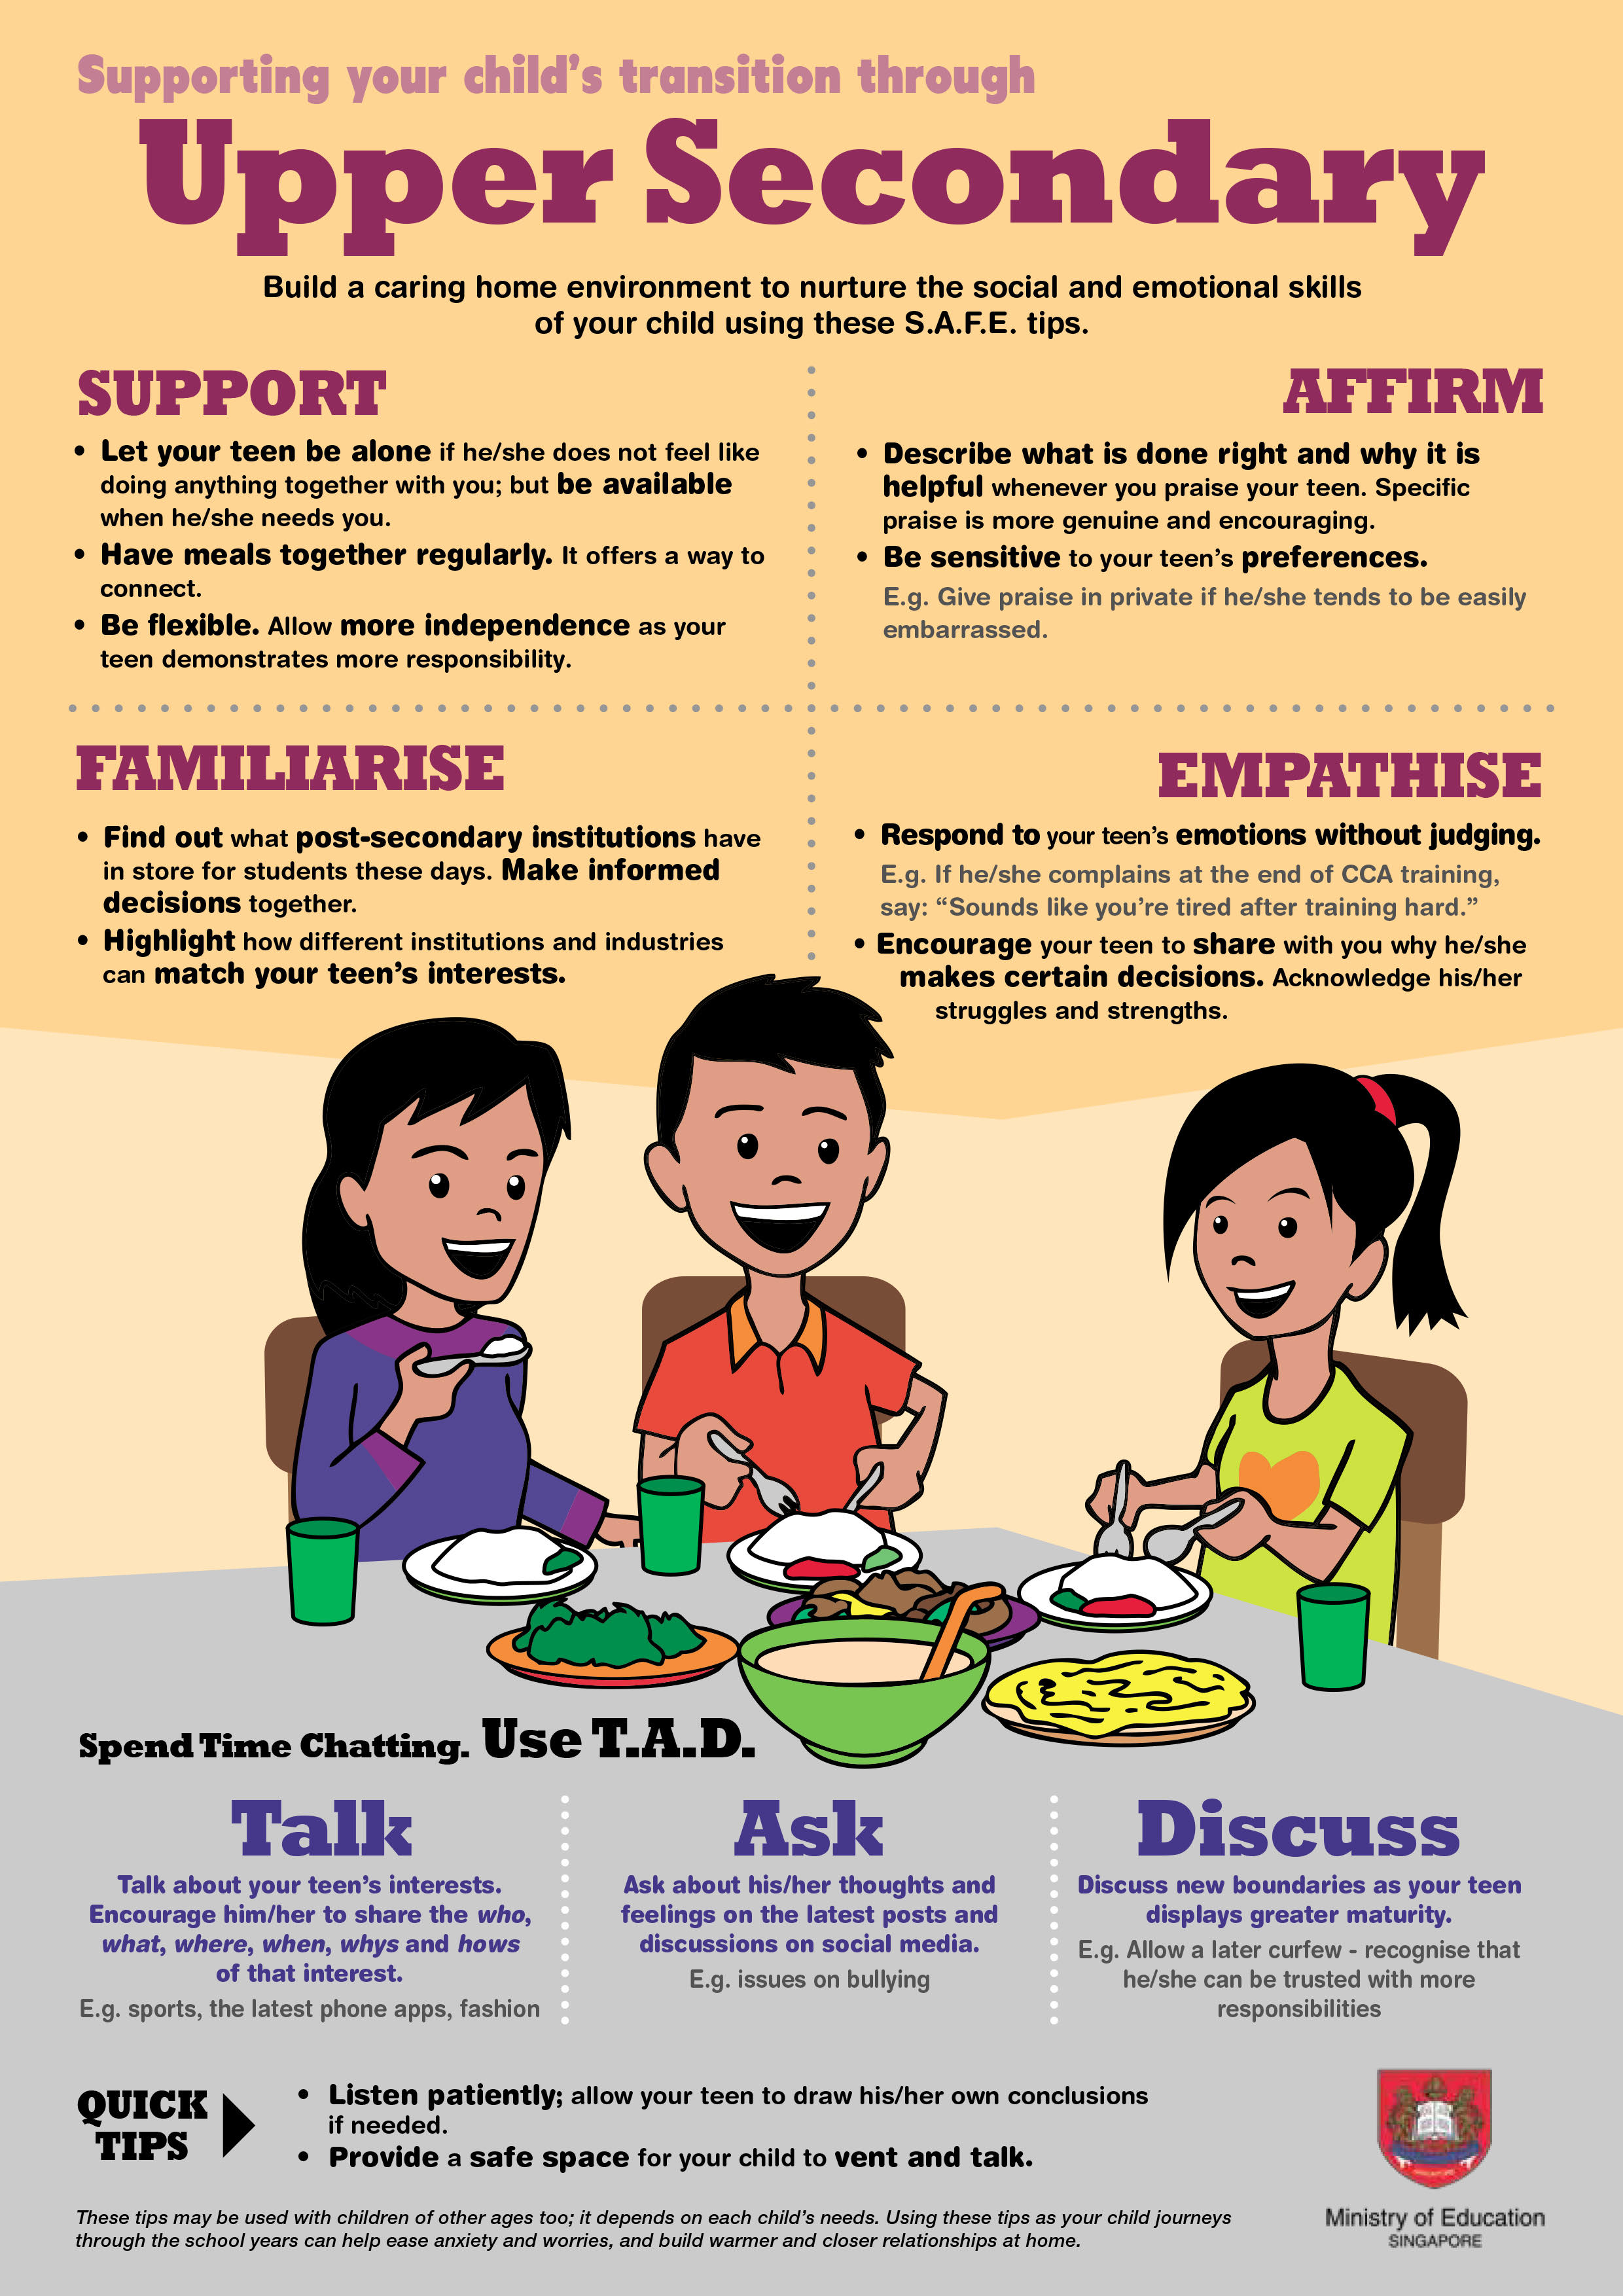 Supporting your child's transition through
Upper Secondary
Build a caring home environment to nurture the social and emotional skills
of your child using these S.A.F.E. tips.
SUPPORT
• Let your teen be alone if he/she does not feel like
doing anything together with you; but be available
when he/she needs you.
• Have meals together regularly. It offers a way to
connect.
• Be flexible. Allow more independence as your
teen demonstrates more responsibility.
AFFIRM
• Describe what is done right and why it is
helpful whenever you praise your teen. Specific
praise is more genuine and encouraging.
• Be sensitive to your teen's preferences.
E.g. Give praise in private if he/she tends to be easily
embarrassed.
FAMILIARISE
• Find out what post-secondary institutions have
in store for students these days. Make informed
decisions together.
• Highlight how different institutions and industries
can match your teen's interests.
EMPATHISE
• Respond to your teen's emotions without judging.
E.g. If he/she complains at the end of CCA training,
say: “Sounds like you're tired after training hard.”
• Encourage your teen to share with you why he/she
makes certain decisions. Acknowledge his/her
struggles and strengths.
Spend Time Chatting. Use T.A.D.
Talk
Talk about your teen's interests.
Encourage him/her to share the who,
what, where, when, whys and hows
of that interest.
E.g. sports, the latest phone apps, fashion
Ask
Ask about his/her thoughts and
feelings on the latest posts and
discussions on social media.
E.g. issues on bullying
Discuss
Discuss new boundaries as your teen
displays greater maturity.
E.g. Allow a later curfew - recognise that
he/she can be trusted with more
responsibilities
QUICK
TIPS
• Listen patiently; allow your teen to draw his/her own conclusions
if needed.
• Provide a safe space for your child to vent and talk.
These tips may be used with children of other ages too; it depends on each child's needs. Using these tips as your child journeys
through the school years can help ease anxiety and worries, and build warmer and closer relationships at home.
Ministry of Education
SINGAPORE